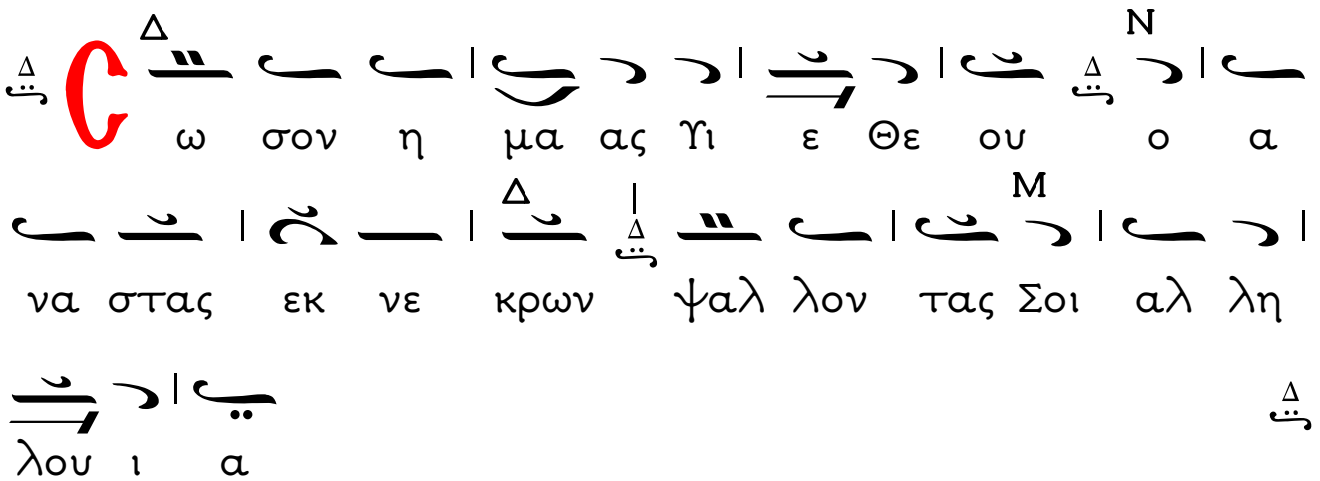 Δ Ν
Δ C ω σον η μα ας Υι ε Θε ου Δ ο α
Δ Μ
να στας εκ νε κρων Δ ψαλ λον τας Σοι αλ λη
λου ι α Δ